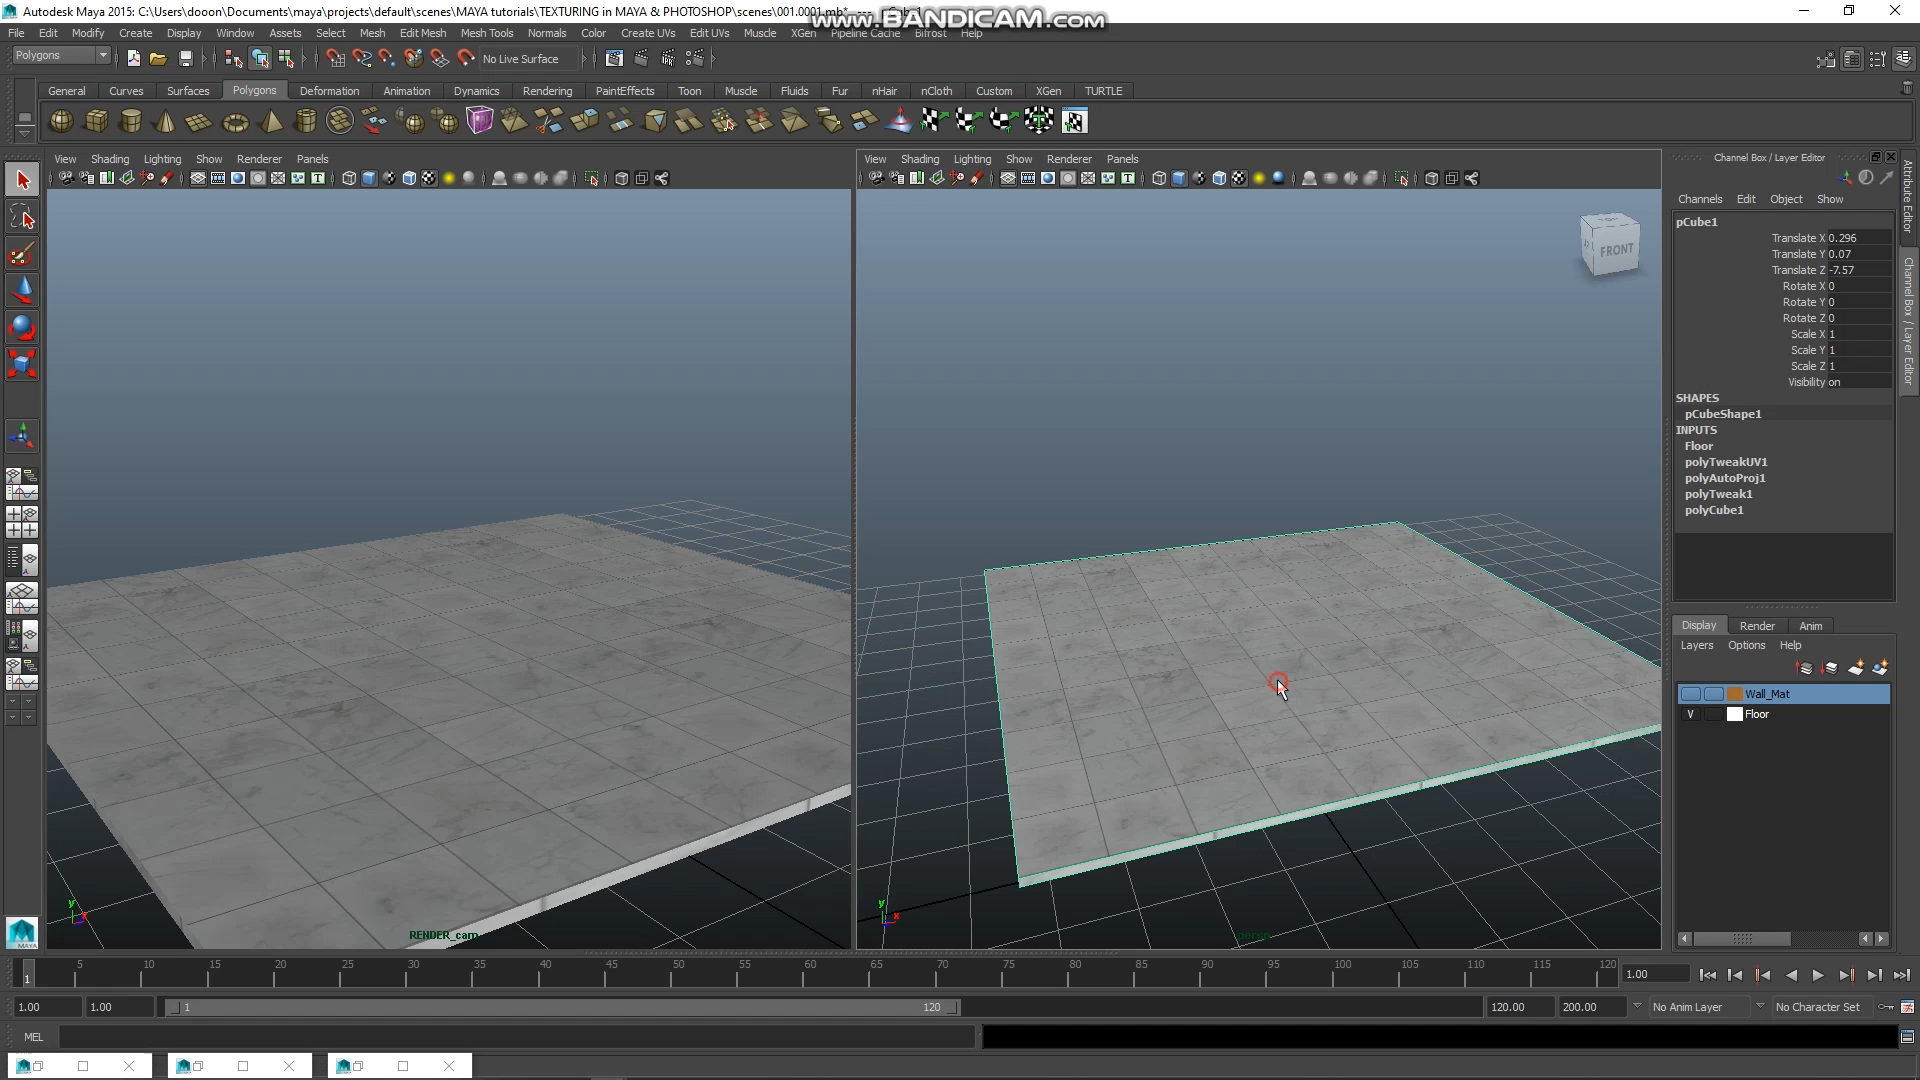 Autodesk Maya 2015: C:\Users\dooon\Documents\maya\projects\default\scenes\MAYA tutorials\TEXTURING in MAYA & PHOTOSHOP\scenes\001.0001.mb*
www.BANDICAM.com
File Edit Modify Create Display Window Assets Select Mesh Edit Mesh Mesh Tools Normals Color Create UVs Edit UVs Muscle XGen Pipeline Cache Bifrost Help
Polygons No Live Surface
General Curves Surfaces Polygons Deformation Animation Dynamics Rendering PaintEffects Toon Muscle Fluids Fur nHair nCloth Custom XGen TURTLE
View Shading Lighting Show Renderer Panels
View Shading Lighting Show Renderer Panels
FRONT
RENDER_cam
persp
y
x
y
x
Channel Box / Layer Editor
Channels Edit Object Show
pCube1
Translate X 0.296
Translate Y 0.07
Translate Z -7.57
Rotate X 0
Rotate Y 0
Rotate Z 0
Scale X 1
Scale Y 1
Scale Z 1
Visibility on
SHAPES
pCubeShape1
INPUTS
Floor
polyTweakUV1
polyAutoProj1
polyTweak1
polyCube1
Display Render Anim
Layers Options Help
Wall_Mat
V Floor
Attribute Editor
Channel Box / Layer Editor
1 5 10 15 20 25 30 35 40 45 50 55 60 65 70 75 80 85 90 95 100 105 110 115 120 1.00
1.00 1.00 1 120 120.00 200.00 No Anim Layer No Character Set
MEL